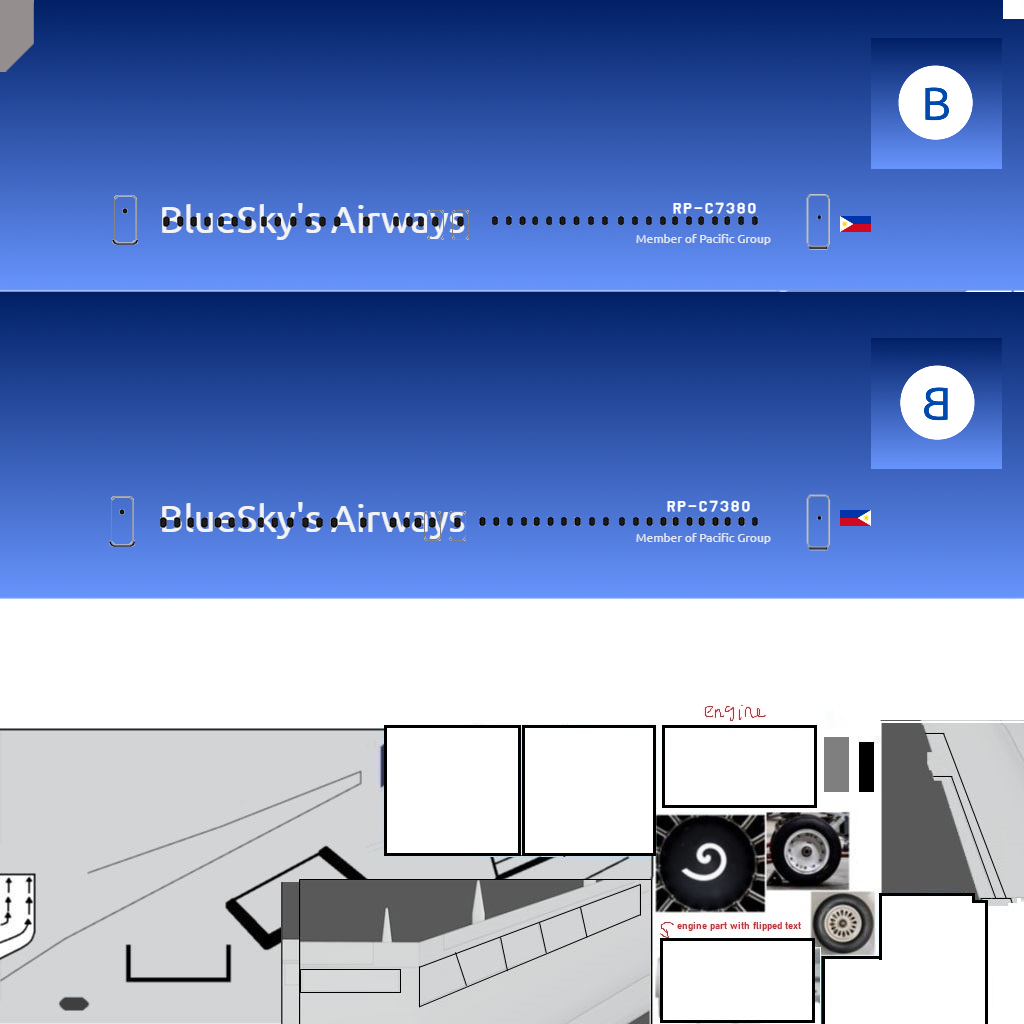 B
BlueSky's Airways
RP-C7380
Member of Pacific Group
B
BlueSky's Airways
RP-C7380
Member of Pacific Group
engine
engine part with flipped text